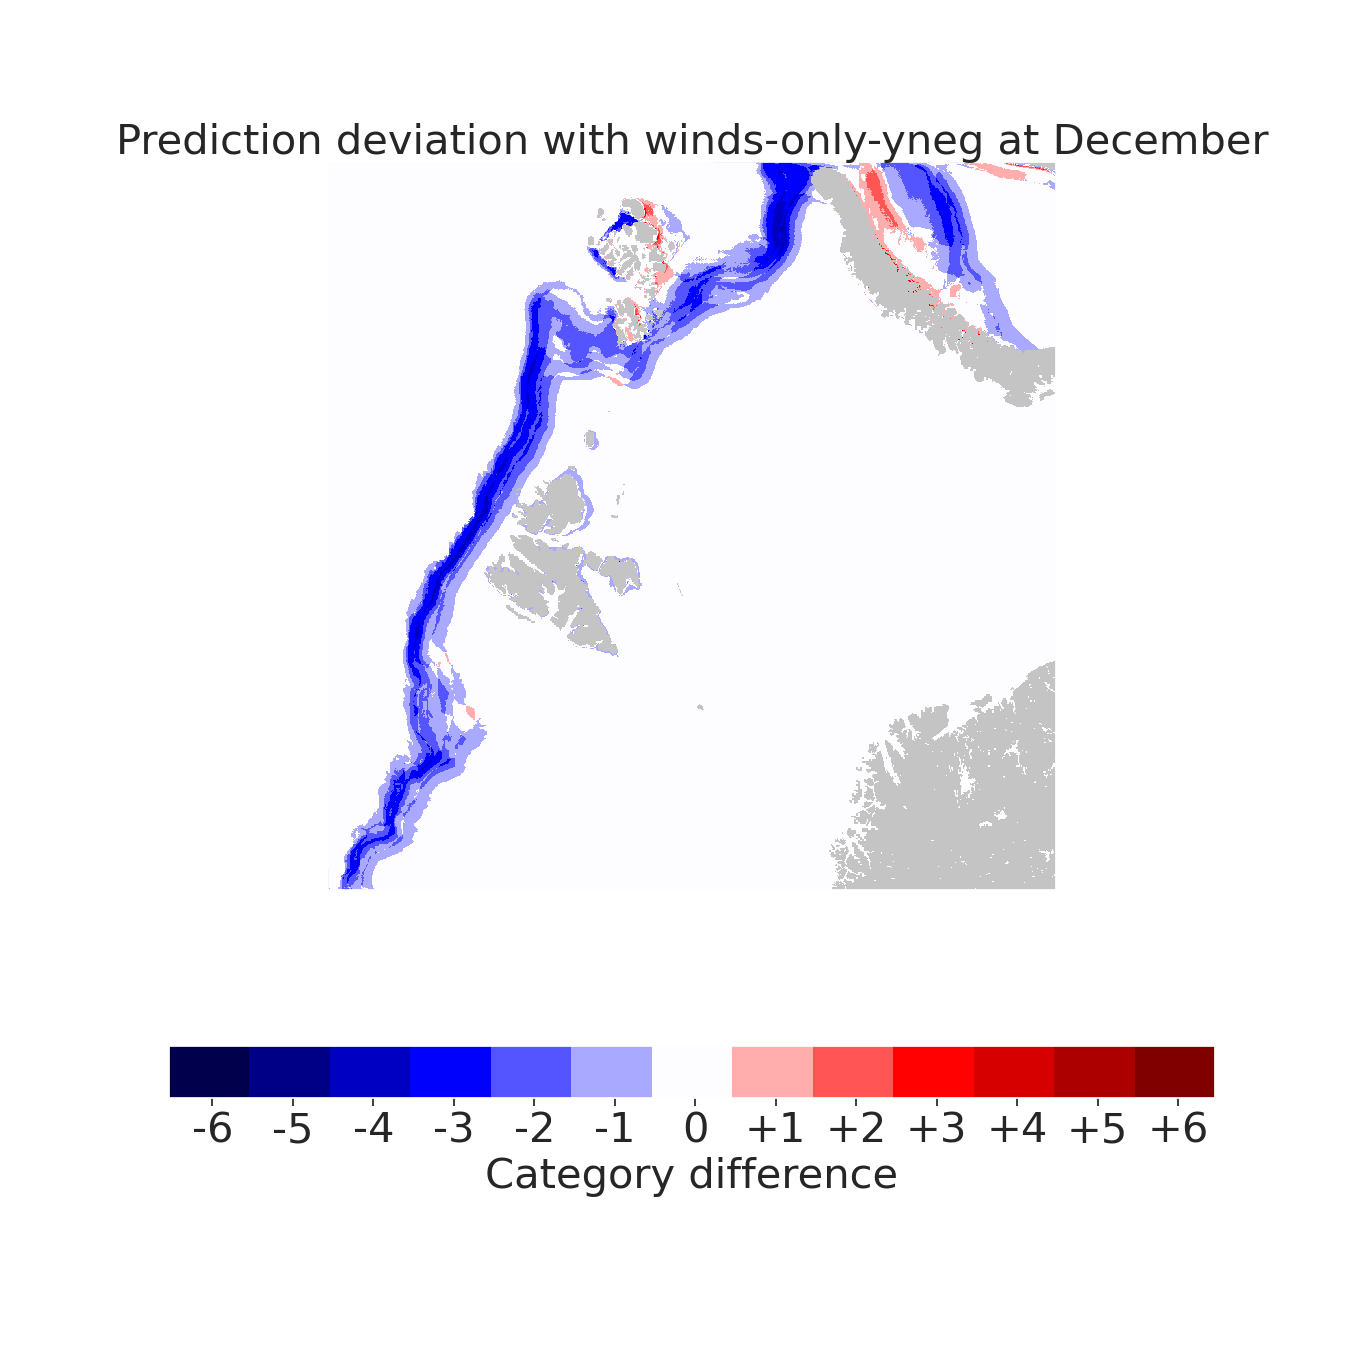 Prediction deviation with winds-only-yneg at December
-6 -5 -4 -3 -2 -1 0 +1 +2 +3 +4 +5 +6
Category difference